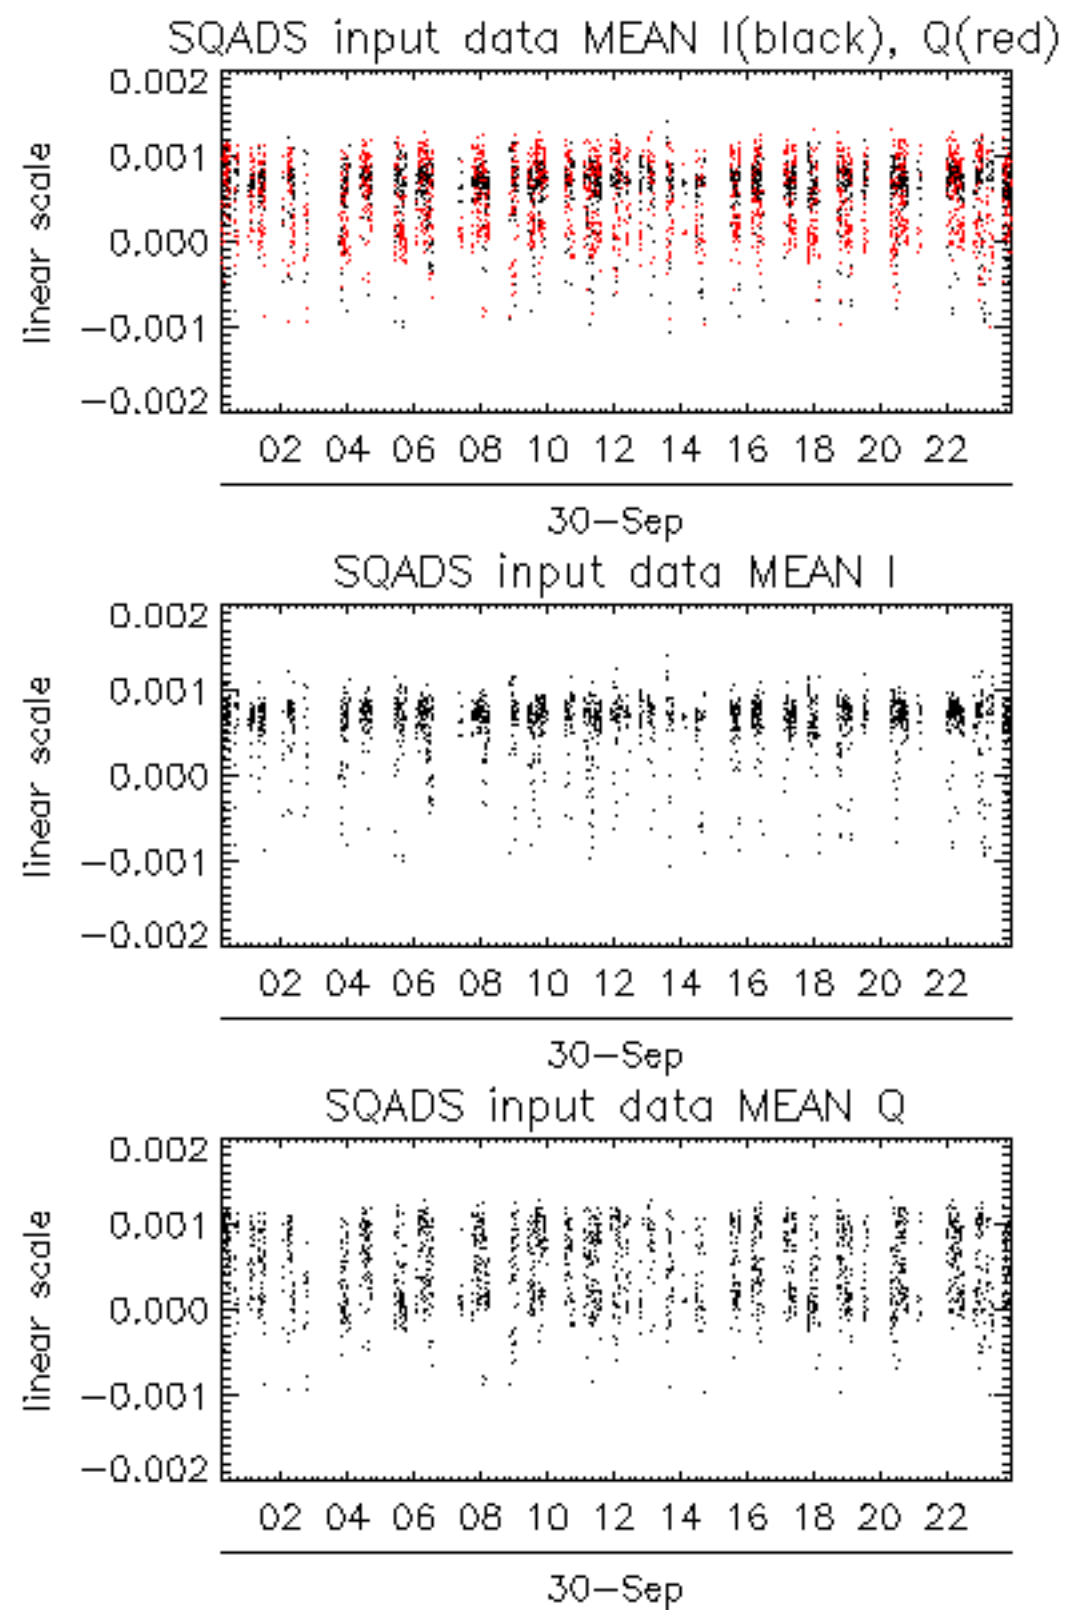 SQADS input data MEAN I(black), Q(red)
0.002
0.001
0.000
−0.001
−0.002
linear scale
02 04 06 08 10 12 14 16 18 20 22
30−Sep
SQADS input data MEAN I
0.002
0.001
0.000
−0.001
−0.002
linear scale
02 04 06 08 10 12 14 16 18 20 22
30−Sep
SQADS input data MEAN Q
0.002
0.001
0.000
−0.001
−0.002
linear scale
02 04 06 08 10 12 14 16 18 20 22
30−Sep